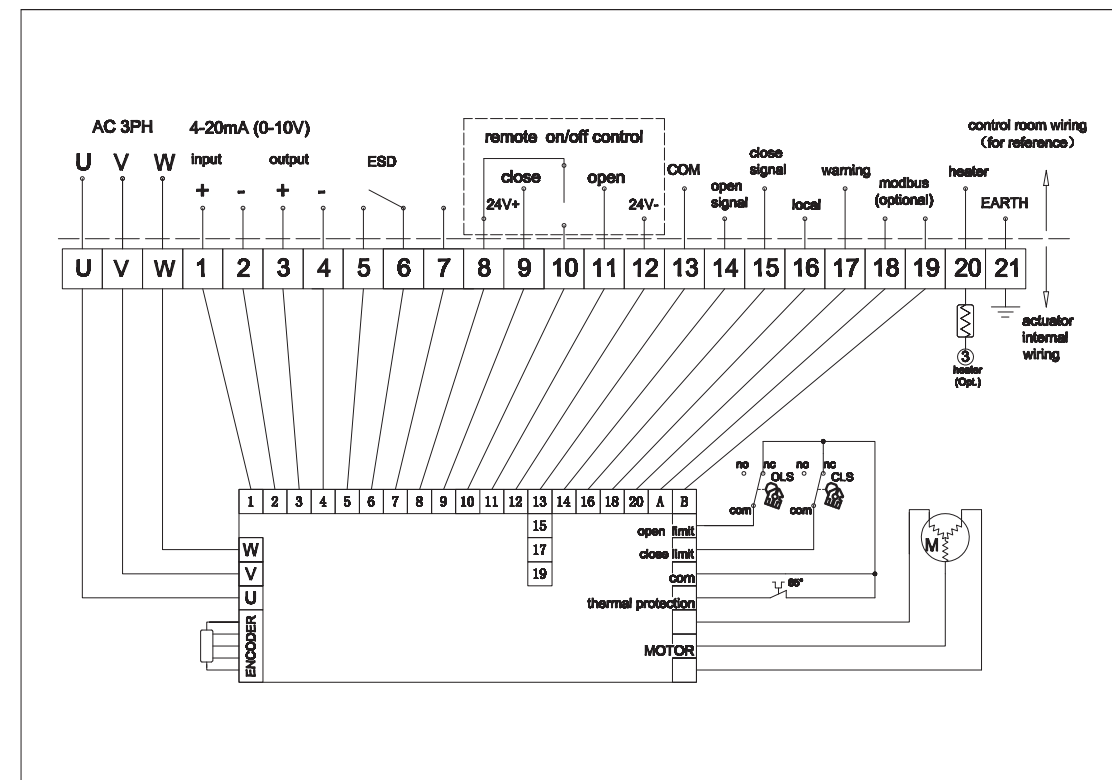 AC 3PH
4-20mA (0-10V)
remote on/off control
control room wiring
(for reference)
U V W
input
output
ESD
close
open
COM
open
signal
close
signal
local
warning
modbus
(optional)
heater
EARTH
+ - + -
24V+
24V-
U V W 1 2 3 4 5 6 7 8 9 10 11 12 13 14 15 16 17 18 19 20 21
actuator
internal
wiring
3
heater
(Opt.)
no nc no nc
OLS
CLS
com
com
1 2 3 4 5 6 7 8 9 10 11 12 13 14 16 18 20 A B
15
17
19
W
V
U
ENCODER
open limit
close limit
com
thermal protection
85°
MOTOR
M